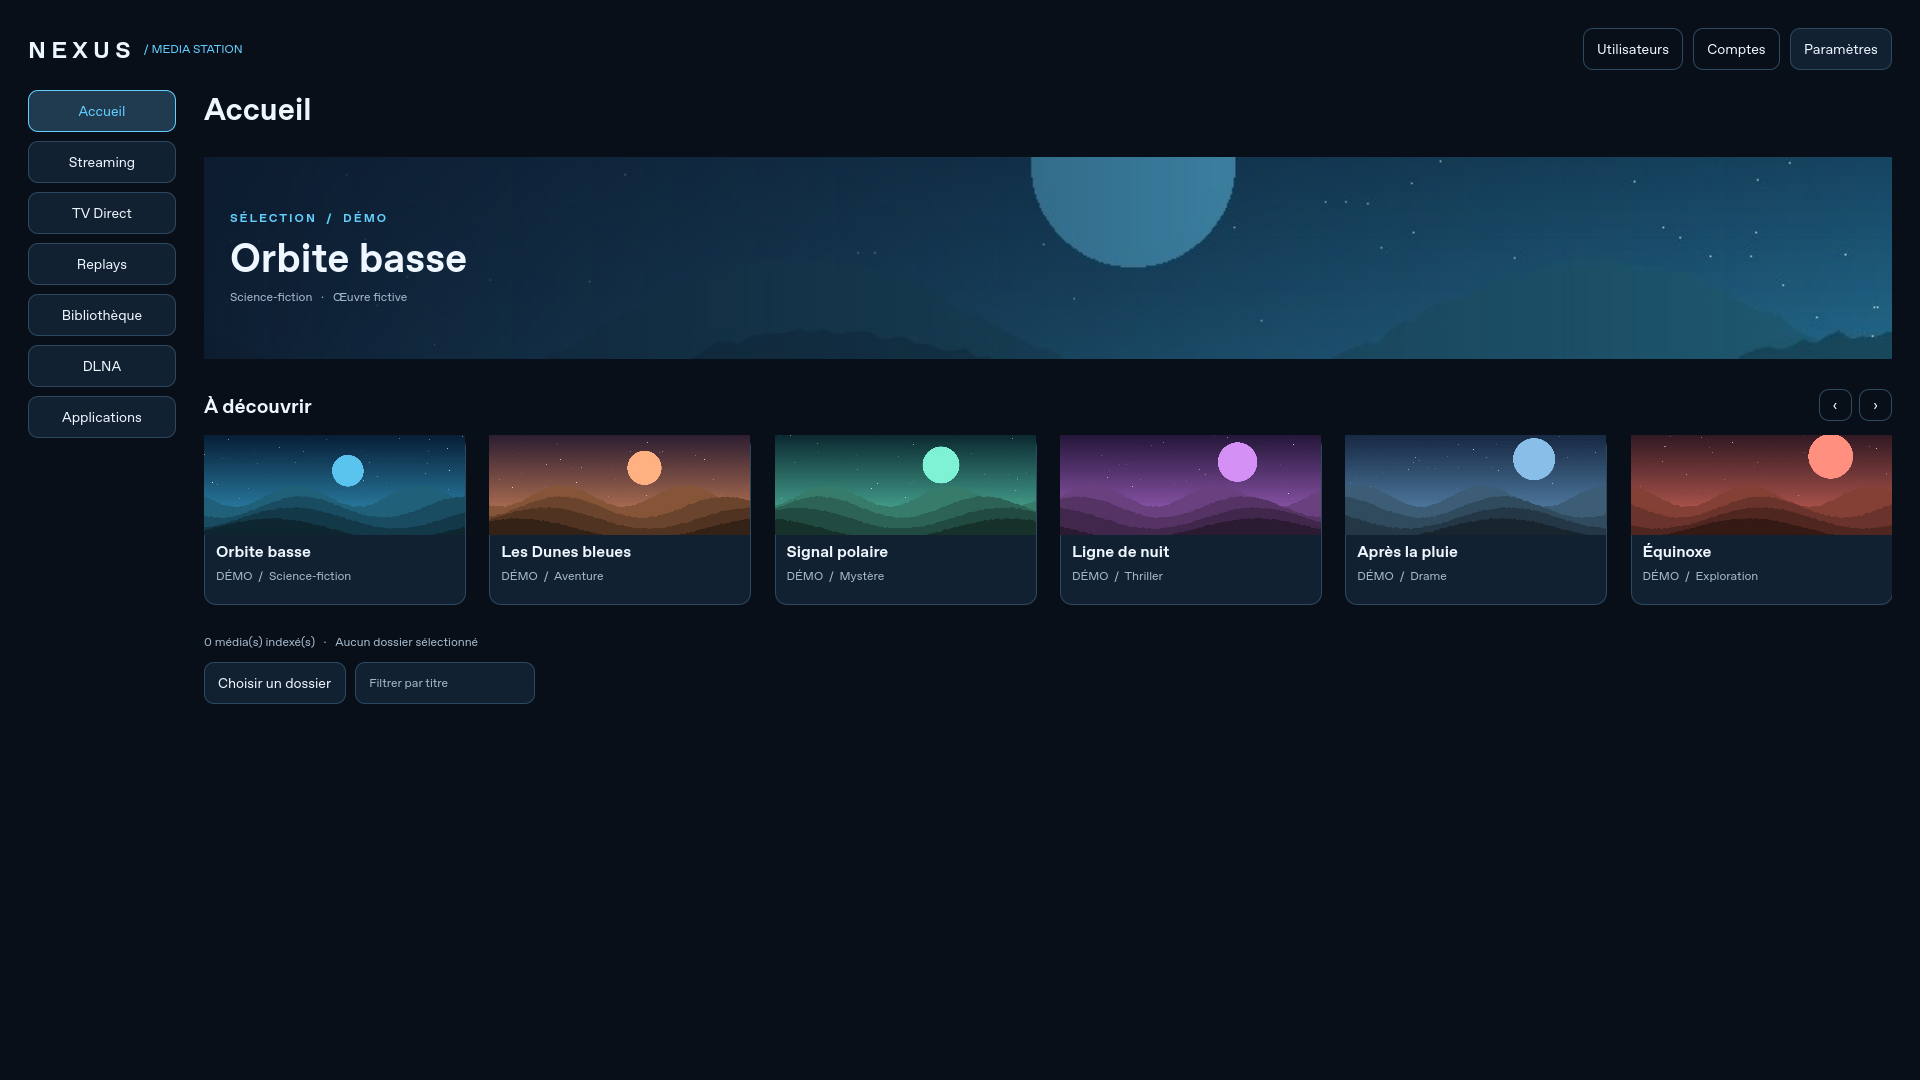 NEXUS / MEDIA STATION
Utilisateurs
Comptes
Paramètres
Accueil
Streaming
TV Direct
Replays
Bibliothèque
DLNA
Applications
Accueil
SÉLECTION / DÉMO
Orbite basse
Science-fiction · Œuvre fictive
À découvrir
‹
›
Orbite basse
DÉMO / Science-fiction
Les Dunes bleues
DÉMO / Aventure
Signal polaire
DÉMO / Mystère
Ligne de nuit
DÉMO / Thriller
Après la pluie
DÉMO / Drame
Équinoxe
DÉMO / Exploration
0 média(s) indexé(s) · Aucun dossier sélectionné
Choisir un dossier
Filtrer par titre